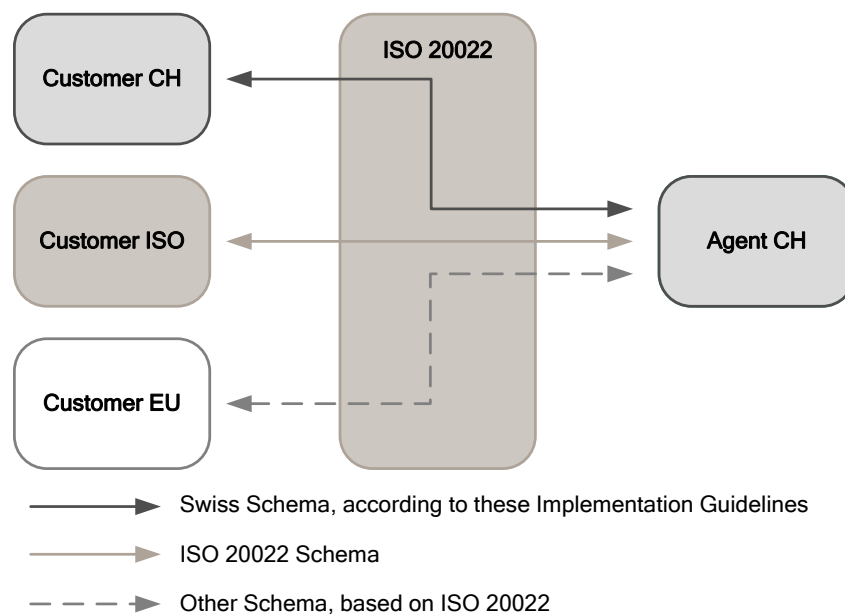 ISO 20022
Customer CH
Customer ISO
Agent CH
Customer EU
Swiss Schema, according to these Implementation Guidelines
ISO 20022 Schema
Other Schema, based on ISO 20022